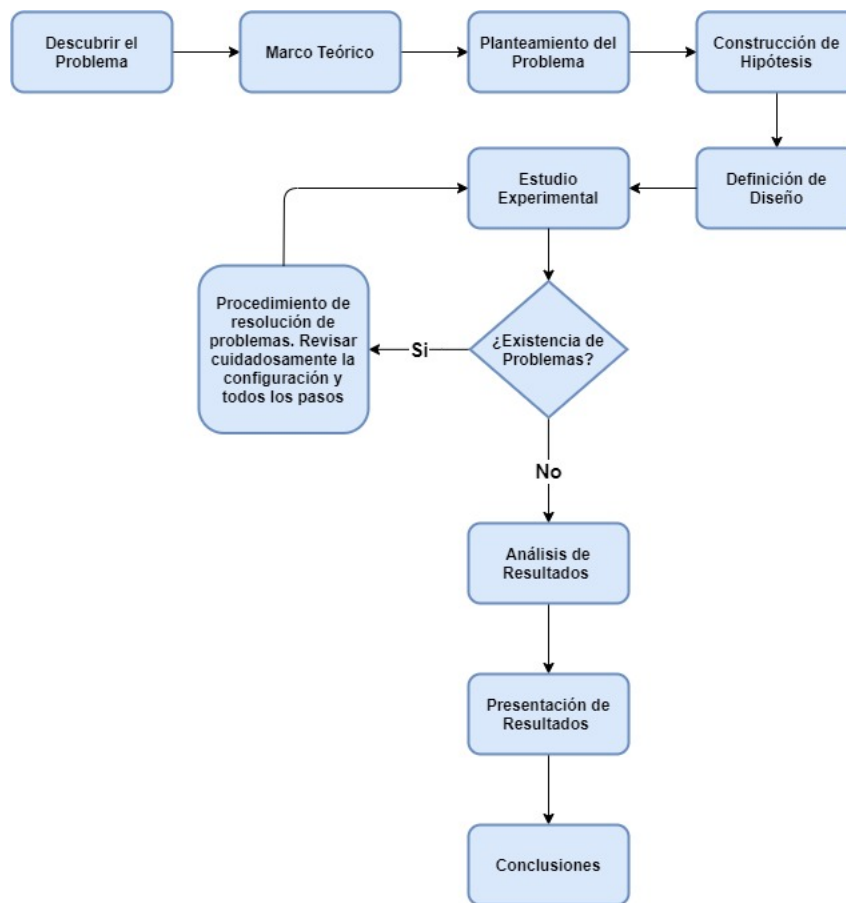 Descubrir el
Problema
Marco Teórico
Planteamiento del
Problema
Construcción de
Hipótesis
Definición de
Diseño
Estudio
Experimental
Procedimiento de
resolución de
problemas. Revisar
cuidadosamente la
configuración y
todos los pasos
Si
¿Existencia de
Problemas?
No
Análisis de
Resultados
Presentación de
Resultados
Conclusiones